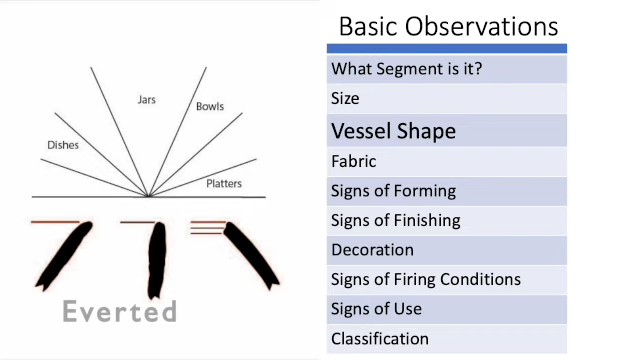 Jars
Bowls
Dishes
Platters
Everted
Basic Observations
What Segment is it?
Size
Vessel Shape
Fabric
Signs of Forming
Signs of Finishing
Decoration
Signs of Firing Conditions
Signs of Use
Classification